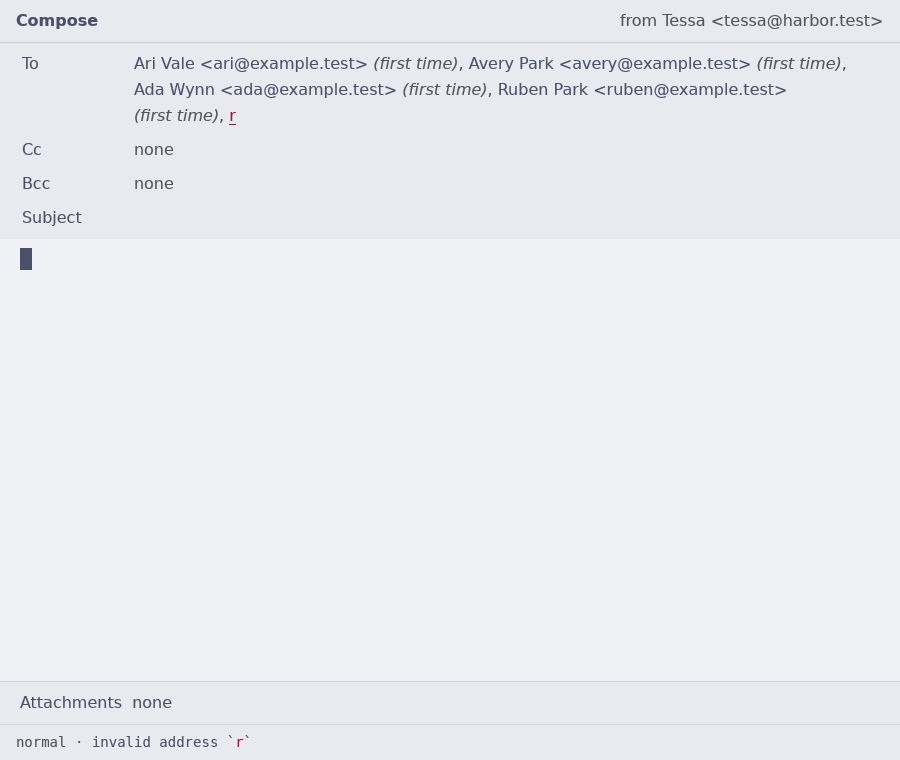 Compose from Tessa <tessa@harbor.test>
To Ari Vale <ari@example.test> (first time), Avery Park <avery@example.test> (first time),
Ada Wynn <ada@example.test> (first time), Ruben Park <ruben@example.test>
(first time), r
Cc none
Bcc none
Subject
Attachments none
normal · invalid address `r`